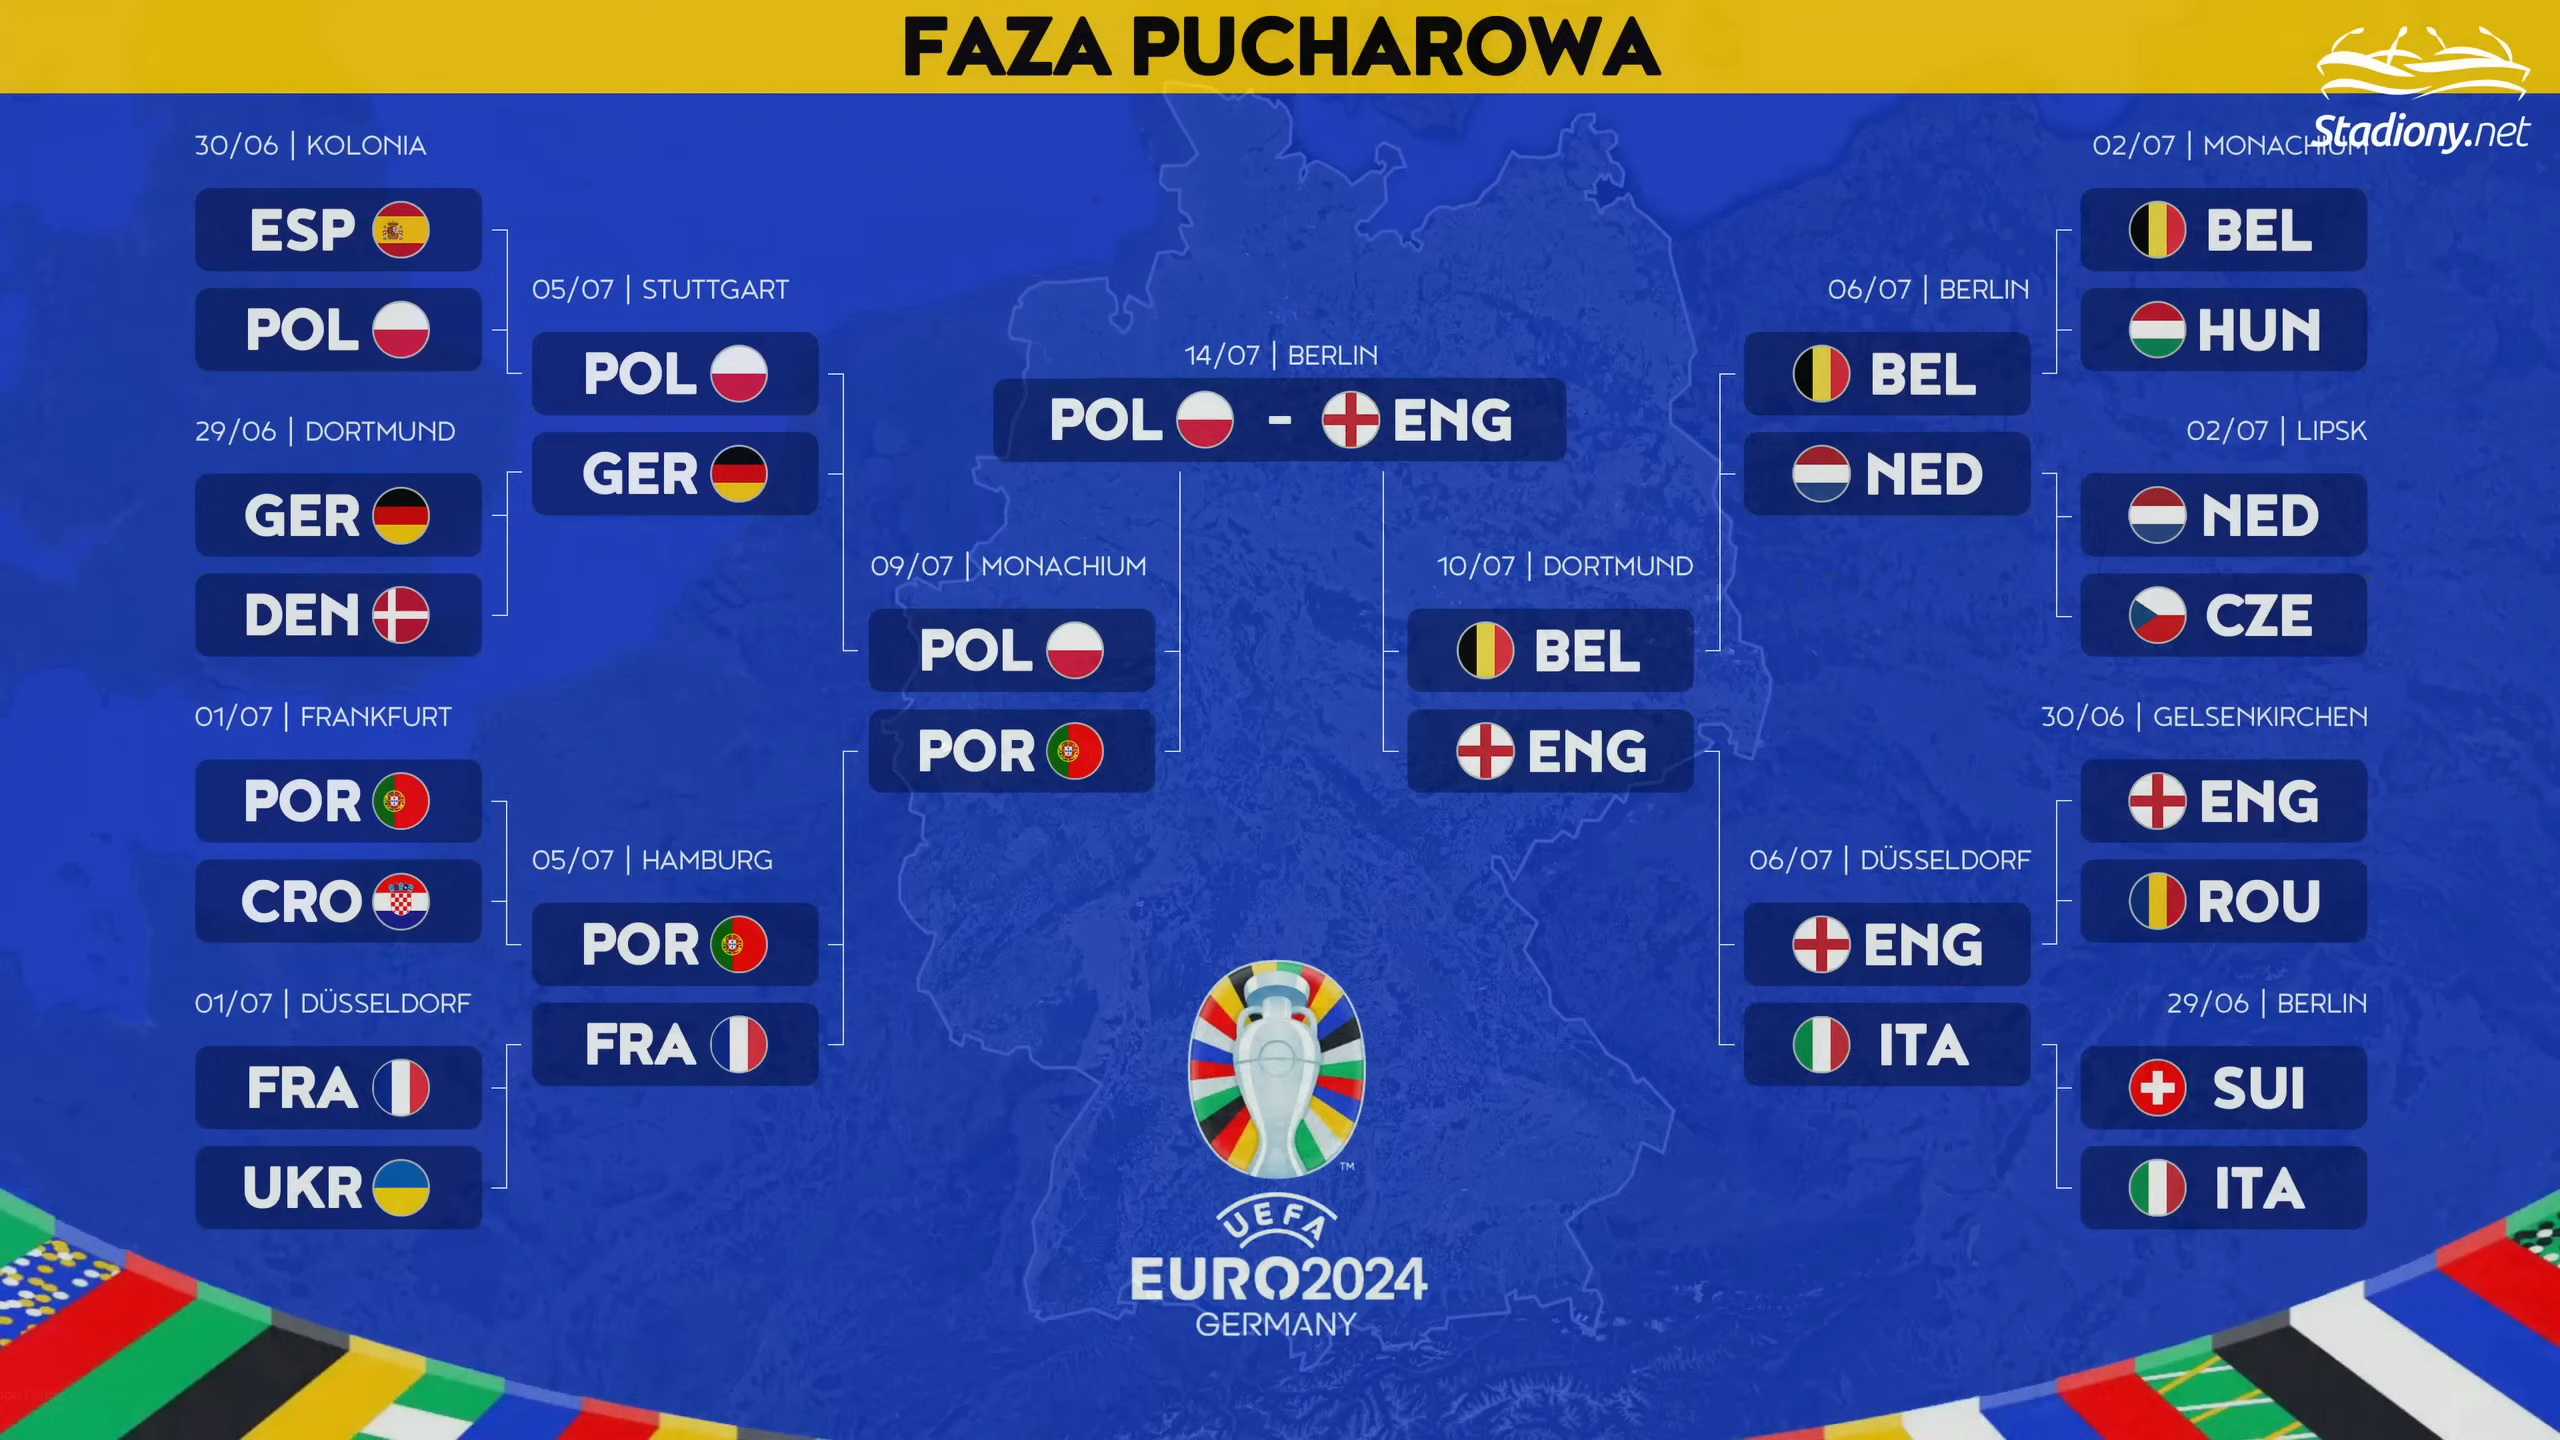 FAZA PUCHAROWA
Stadiony.net
30/06 | KOLONIA
ESP
POL
29/06 | DORTMUND
GER
DEN
01/07 | FRANKFURT
POR
CRO
01/07 | DÜSSELDORF
FRA
UKR
05/07 | STUTTGART
POL
GER
05/07 | HAMBURG
POR
FRA
09/07 | MONACHIUM
POL
POR
14/07 | BERLIN
POL - ENG
10/07 | DORTMUND
BEL
ENG
06/07 | BERLIN
BEL
NED
06/07 | DÜSSELDORF
ENG
ITA
02/07 | MONACHIUM
BEL
HUN
02/07 | LIPSK
NED
CZE
30/06 | GELSENKIRCHEN
ENG
ROU
29/06 | BERLIN
SUI
ITA
TM
UEFA
EURO2024
GERMANY